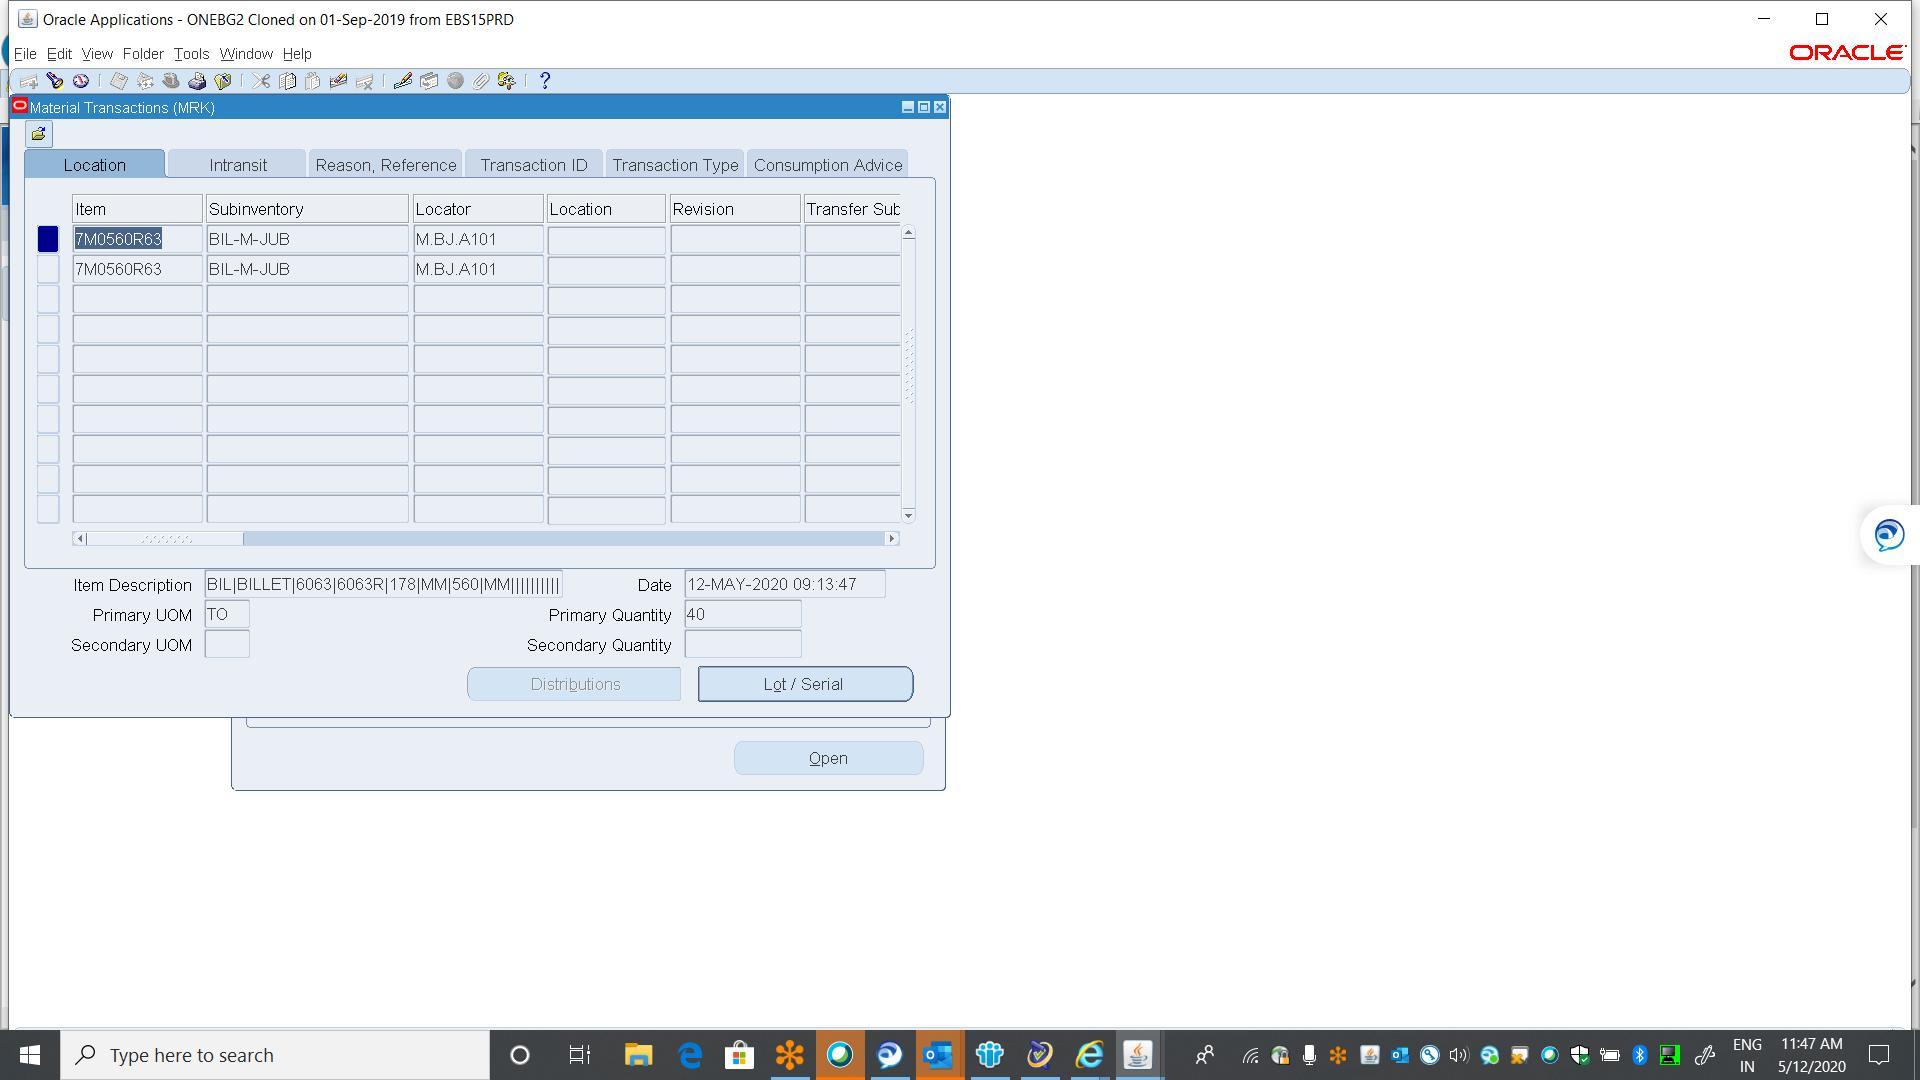 Oracle Applications - ONEBG2 Cloned on 01-Sep-2019 from EBS15PRD
File Edit View Folder Tools Window Help
ORACLE
Material Transactions (MRK)
Location Intransit Reason, Reference Transaction ID Transaction Type Consumption Advice
Item Subinventory Locator Location Revision Transfer Sub
7M0560R63 BIL-M-JUB M.BJ.A101
7M0560R63 BIL-M-JUB M.BJ.A101
Item Description BIL|BILLET|6063|6063R|178|MM|560|MM|||||||||| Date 12-MAY-2020 09:13:47
Primary UOM TO Primary Quantity 40
Secondary UOM Secondary Quantity
Distributions Lot / Serial
Open
Type here to search
ENG 11:47 AM
IN 5/12/2020